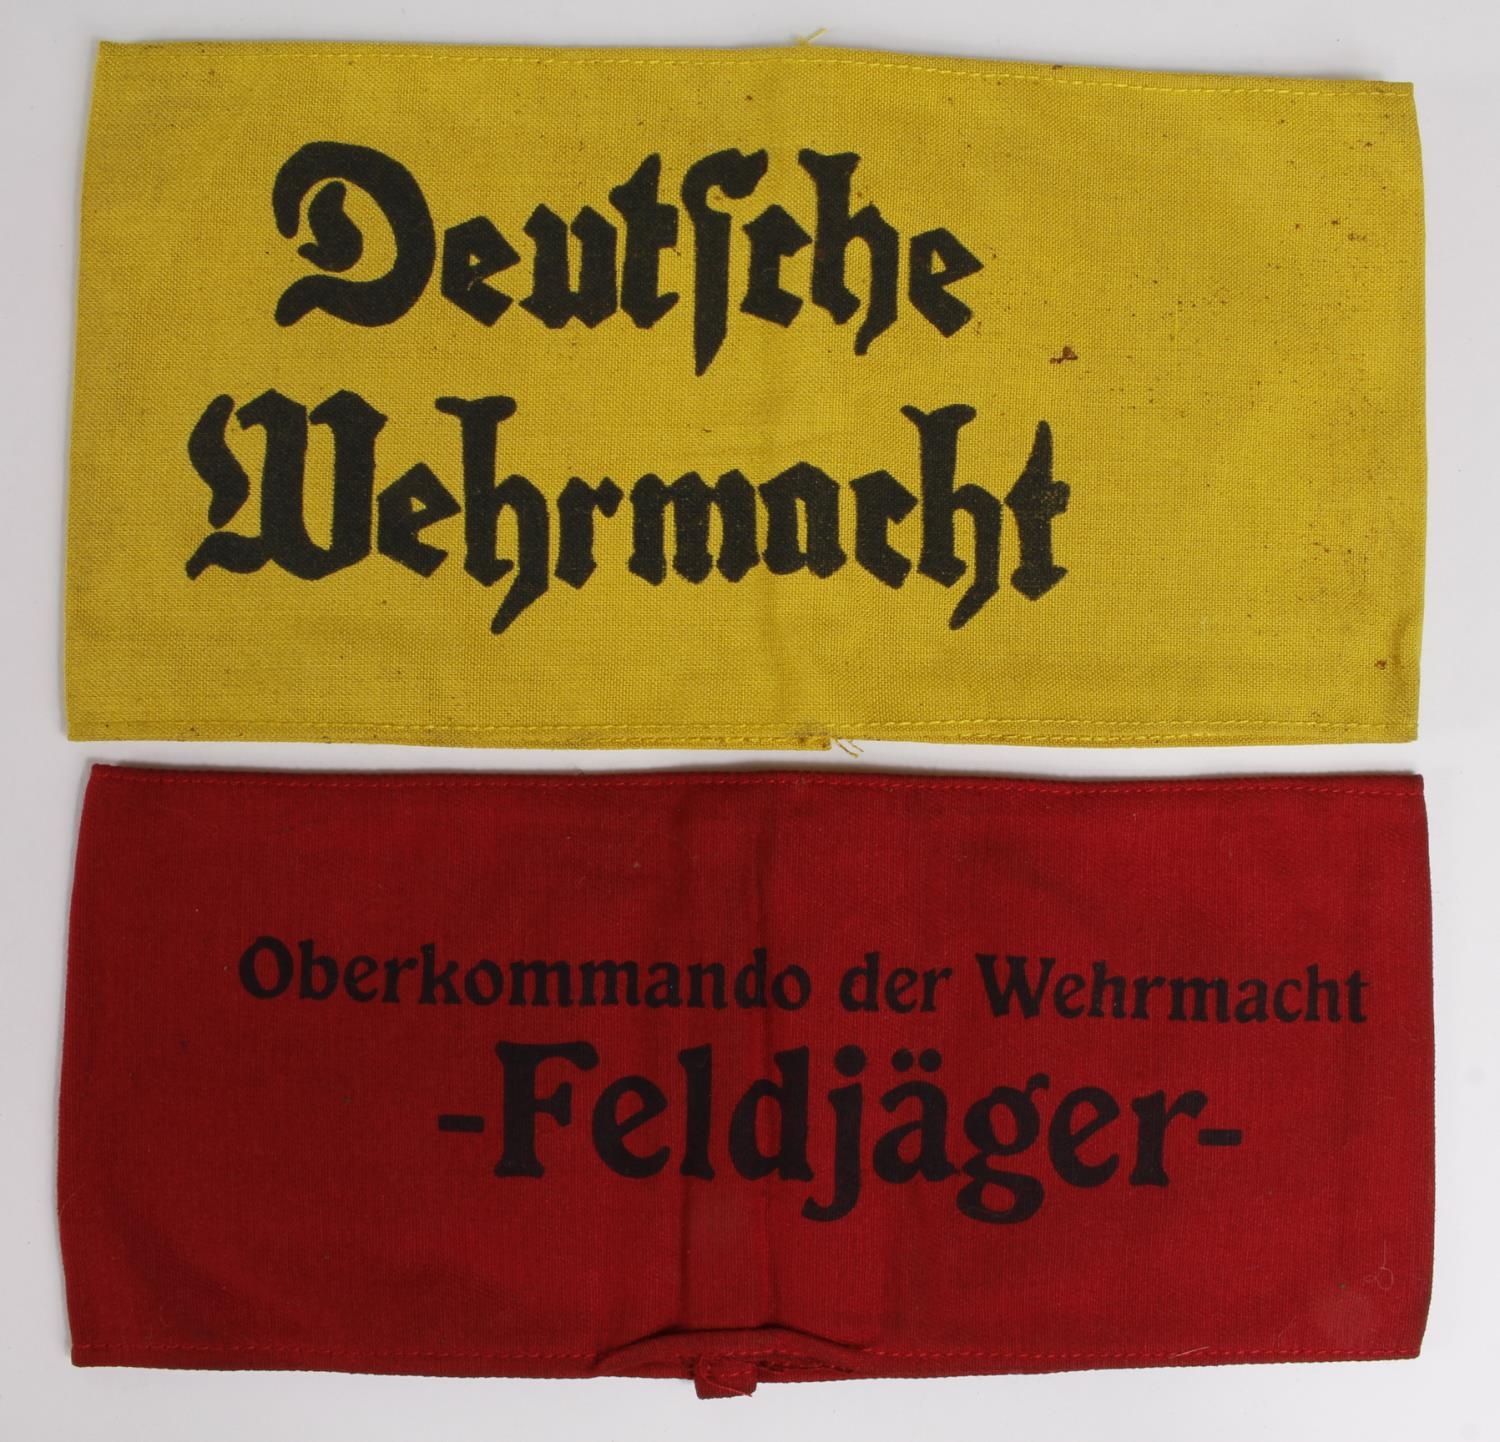 Deutſche
Wehrmacht
Oberkommando der Wehrmacht
-Feldjäger-